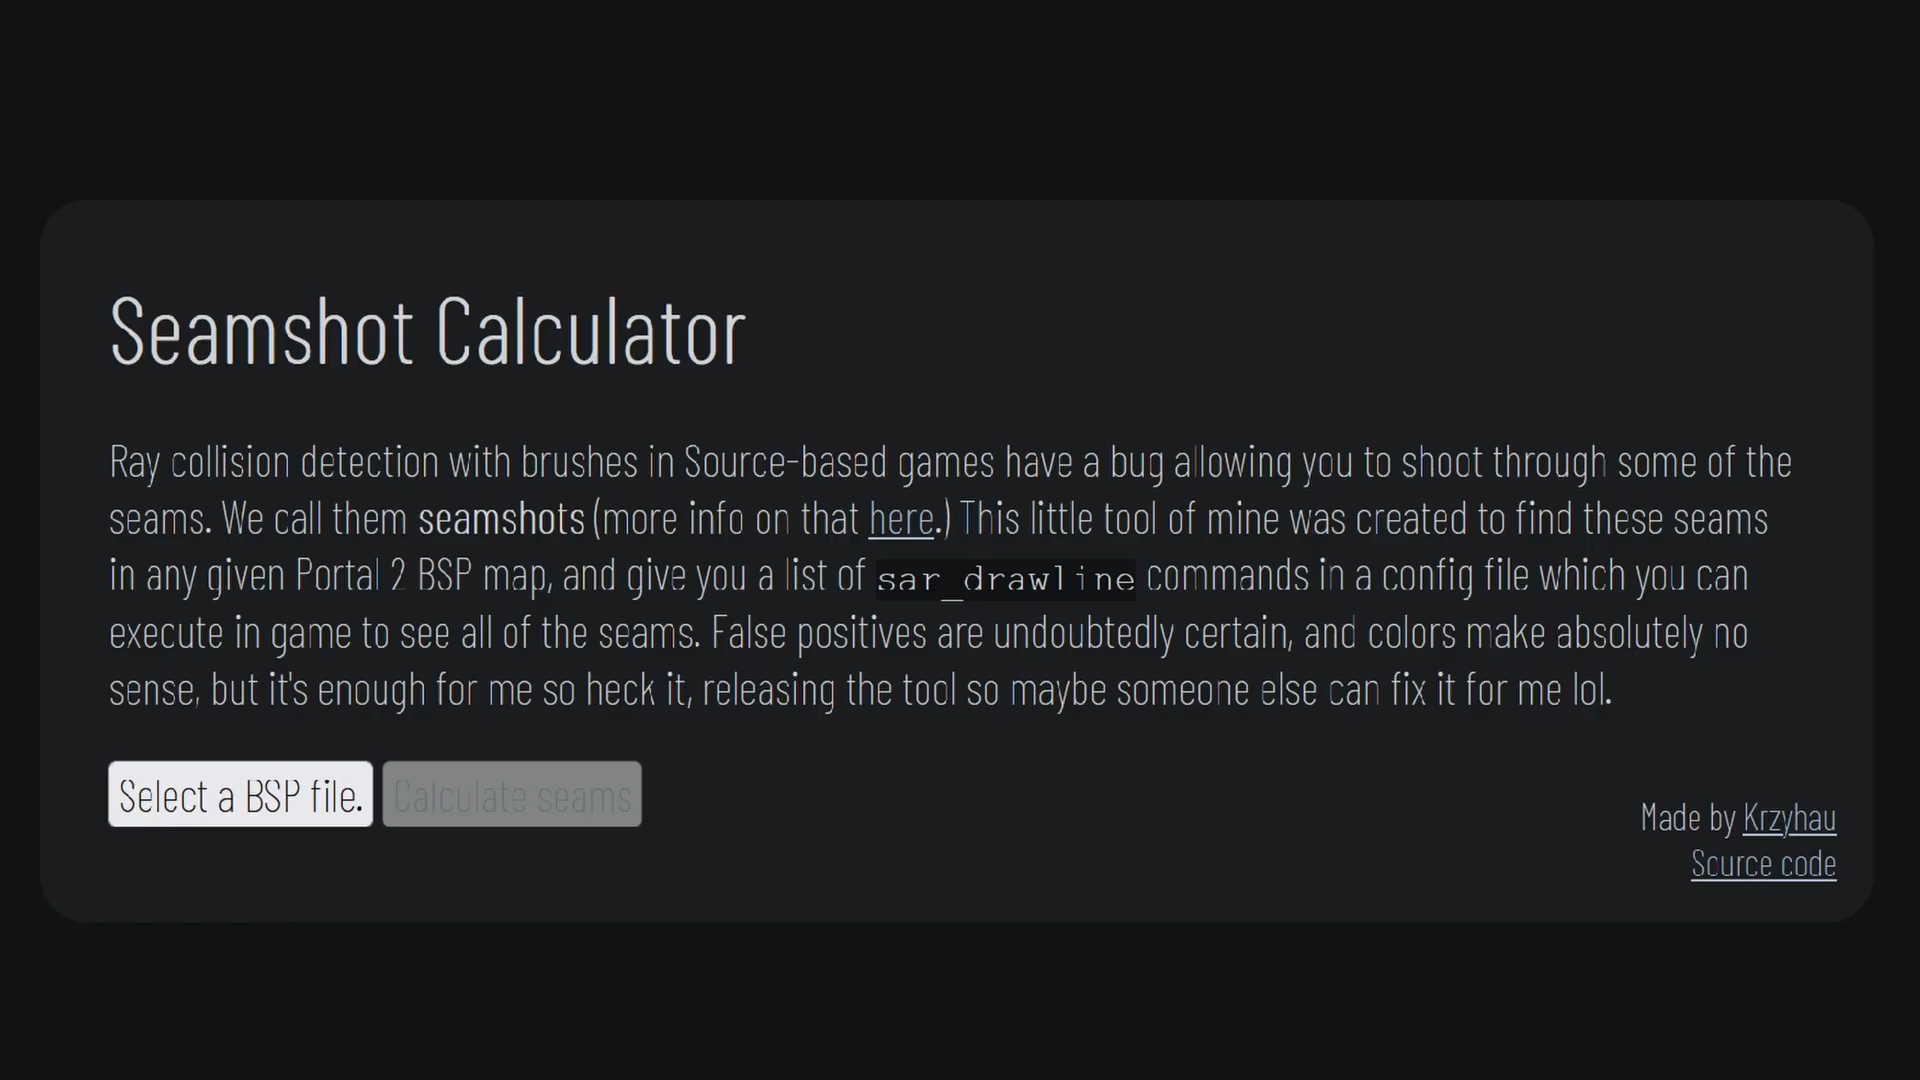 Seamshot Calculator
Ray collision detection with brushes in Source-based games have a bug allowing you to shoot through some of the
seams. We call them seamshots (more info on that here.) This little tool of mine was created to find these seams
in any given Portal 2 BSP map, and give you a list of sar_drawline commands in a config file which you can
execute in game to see all of the seams. False positives are undoubtedly certain, and colors make absolutely no
sense, but it's enough for me so heck it, releasing the tool so maybe someone else can fix it for me lol.
Select a BSP file. Calculate seams
Made by Krzyhau
Source code